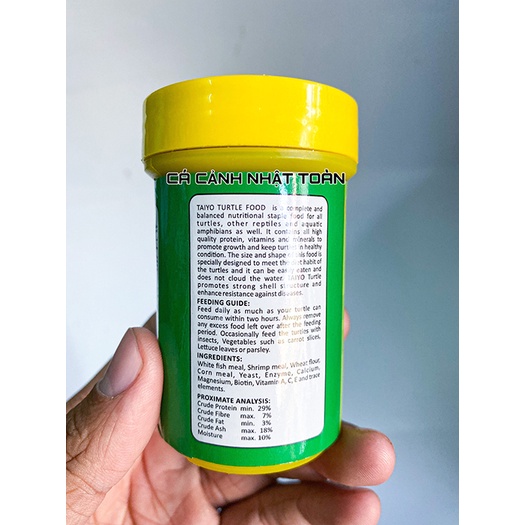 CÁ CẢNH NHẬT TOÀN
TAIYO TURTLE FOOD is a complete and
balanced nutritional staple food for all
turtles, other reptiles and aquatic
amphibians as well. It contains all high
quality protein, vitamins and minerals to
promote growth and keep turtles in healthy
condition. The size and shape of this food is
specially designed to meet the diet habit of
the turtles and it can be easily eaten and
does not cloud the water. TAIYO Turtle
promotes strong shell structure and
enhance resistance against diseases.
FEEDING GUIDE:
Feed daily as much as your turtle can
consume within two hours. Always remove
any excess food left over after the feeding
period. Occasionally feed the turtles with
insects, Vegetables such as carrot slices,
Lettuce leaves or parsley.
INGREDIENTS:
White fish meal, Shrimp meal, Wheat flour,
Corn meal, Yeast, Enzyme, Calcium,
Magnesium, Biotin, Vitamin A, C, E and trace
elements.
PROXIMATE ANALYSIS:
Crude Protein min. 29%
Crude Fibre max. 7%
Crude Fat min. 3%
Crude Ash max. 18%
Moisture max. 10%